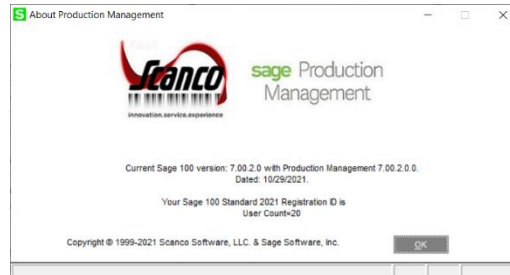 About Production Management
Scanco
innovation.service.experience
sage Production
Management
Current Sage 100 version: 7.00.2.0 with Production Management 7.00.2.0.0.
Dated: 10/29/2021.
Your Sage 100 Standard 2021 Registration ID is
User Count=20
Copyright © 1999-2021 Scanco Software, LLC. & Sage Software, Inc.
OK